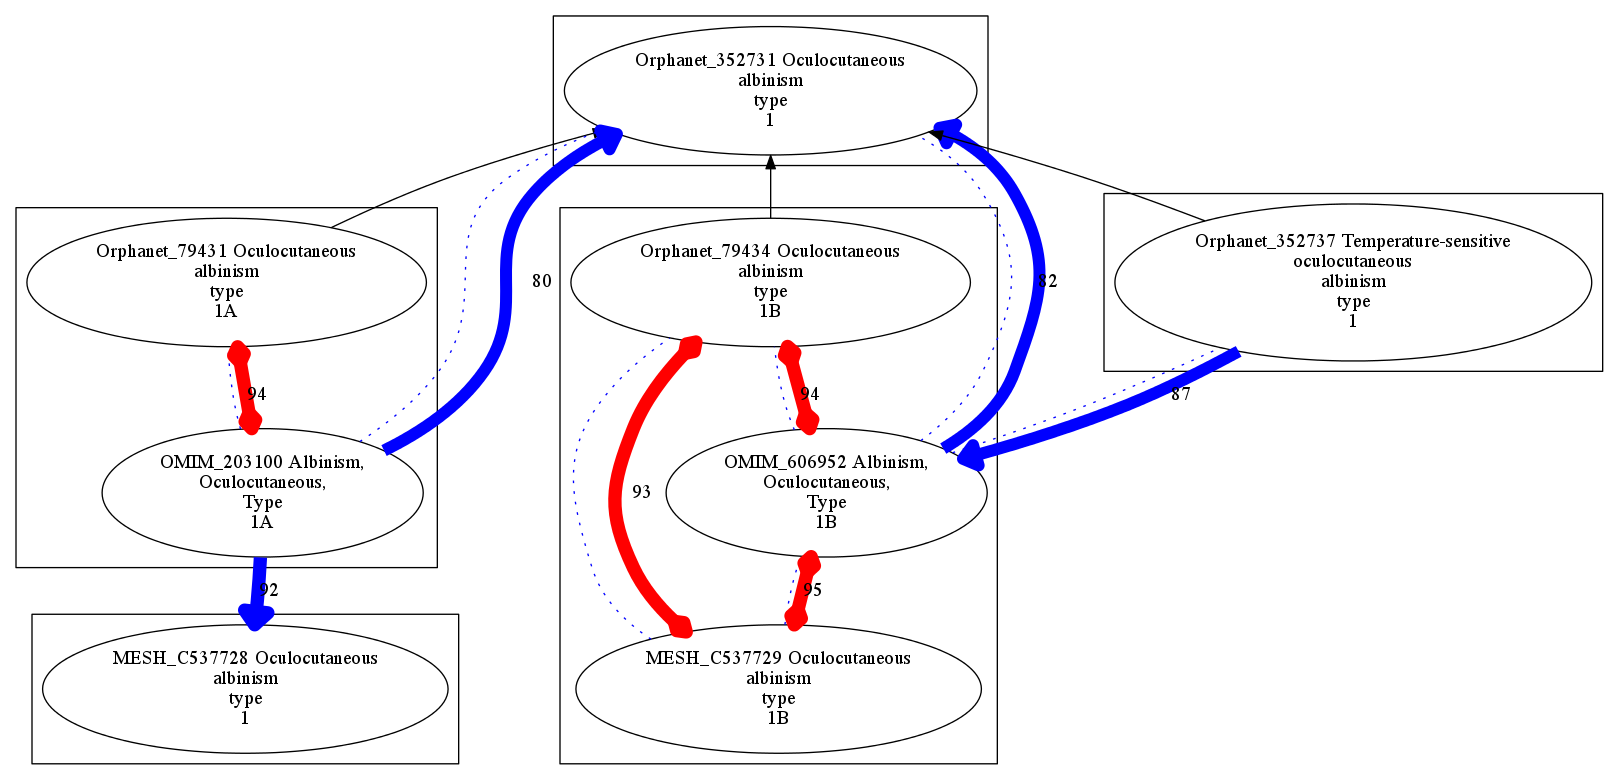 Orphanet_352731 Oculocutaneous
albinism
type
1
Orphanet_79431 Oculocutaneous
albinism
type
1A
80
Orphanet_79434 Oculocutaneous
albinism
type
1B
82
Orphanet_352737 Temperature-sensitive
oculocutaneous
albinism
type
1
94
94
87
OMIM_203100 Albinism,
Oculocutaneous,
Type
1A
93
OMIM_606952 Albinism,
Oculocutaneous,
Type
1B
92
95
MESH_C537728 Oculocutaneous
albinism
type
1
MESH_C537729 Oculocutaneous
albinism
type
1B